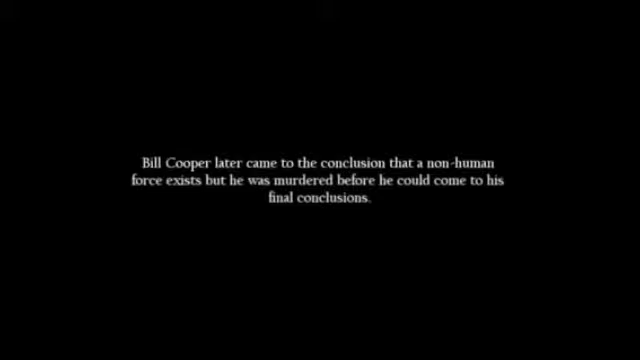 Bill Cooper later came to the conclusion that a non-human
force exists but he was murdered before he could come to his
final conclusions.